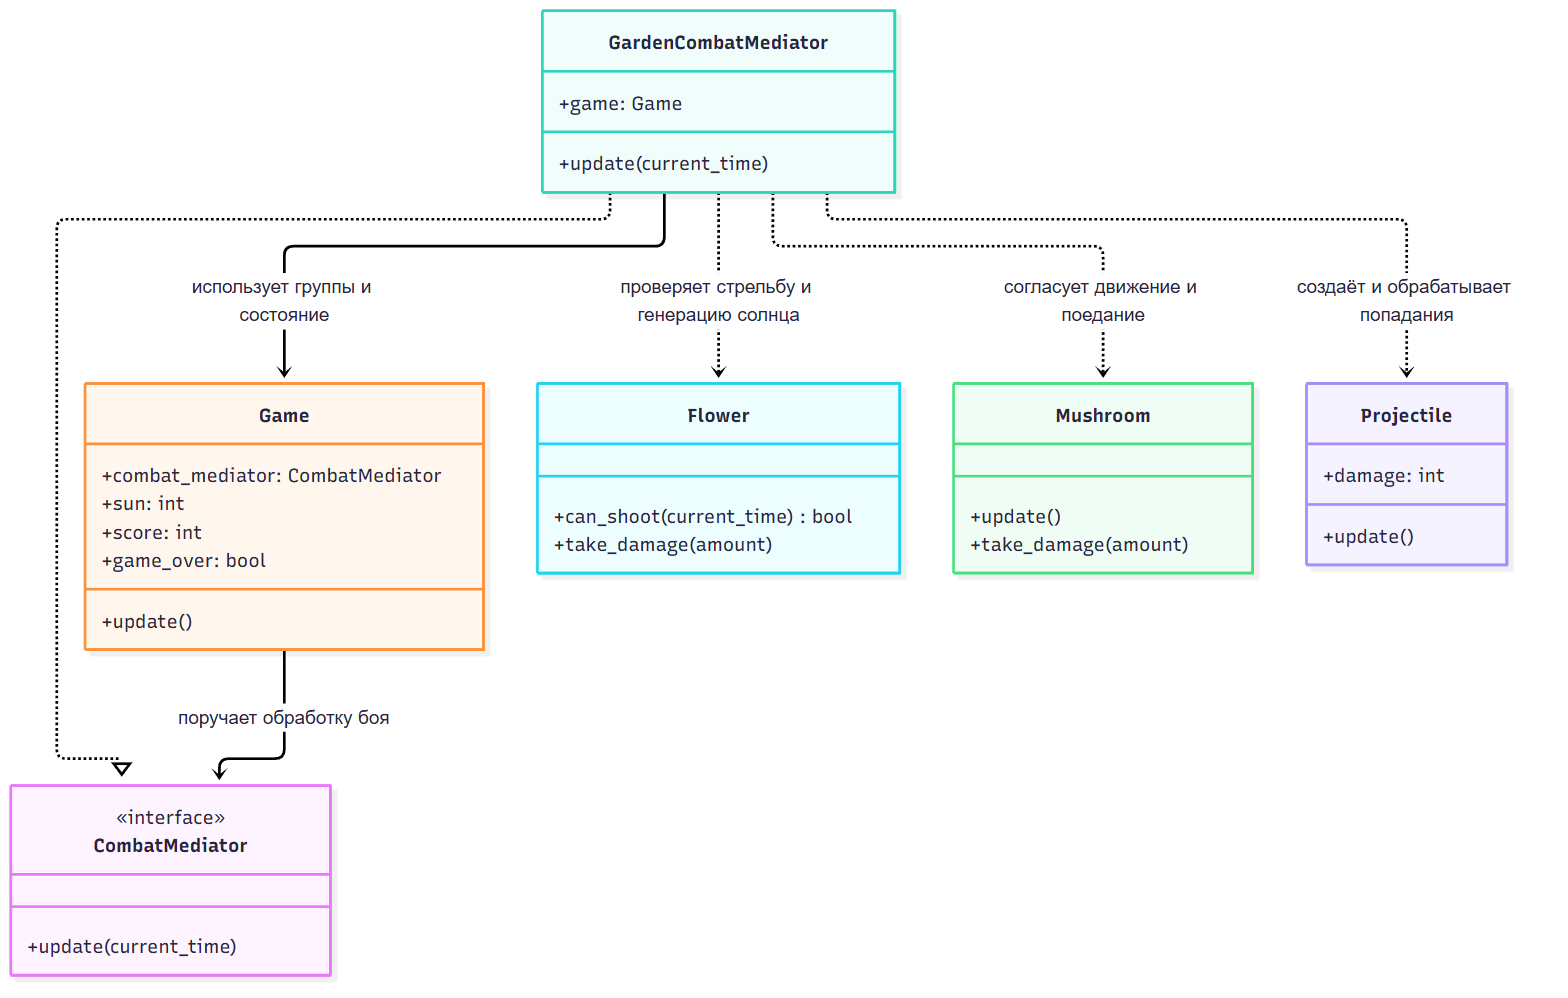 GardenCombatMediator
+game: Game
+update(current_time)
использует группы и
состояние
проверяет стрельбу и
генерацию солнца
согласует движение и
поедание
создаёт и обрабатывает
попадания
Game
+combat_mediator: CombatMediator
+sun: int
+score: int
+game_over: bool
+update()
Flower
+can_shoot(current_time) : bool
+take_damage(amount)
Mushroom
+update()
+take_damage(amount)
Projectile
+damage: int
+update()
поручает обработку боя
«interface»
CombatMediator
+update(current_time)